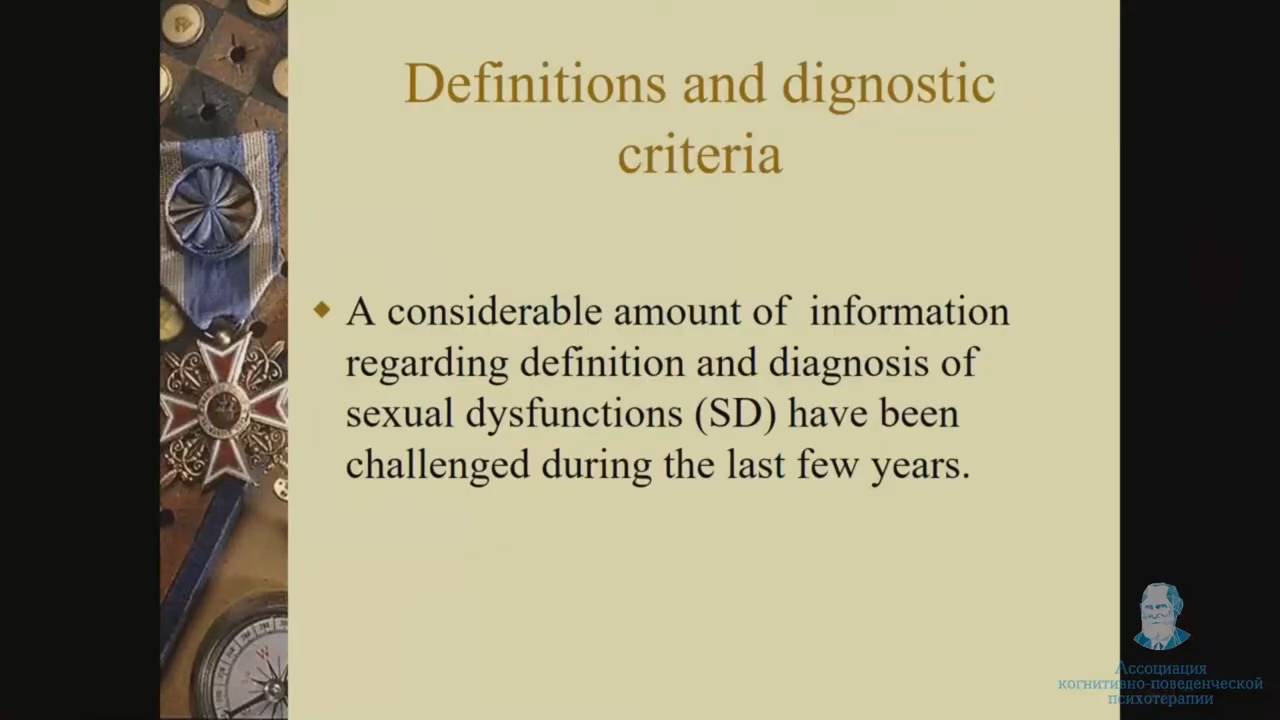 Definitions and dignostic
criteria
A considerable amount of  information
regarding definition and diagnosis of
sexual dysfunctions (SD) have been
challenged during the last few years.
Ассоциация
когнитивно-поведенческой
психотерапии